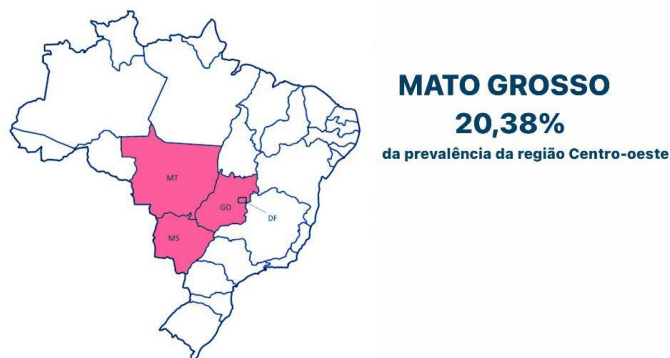 MATO GROSSO
20,38%
da prevalência da região Centro-oeste
MT
GO
DF
MS